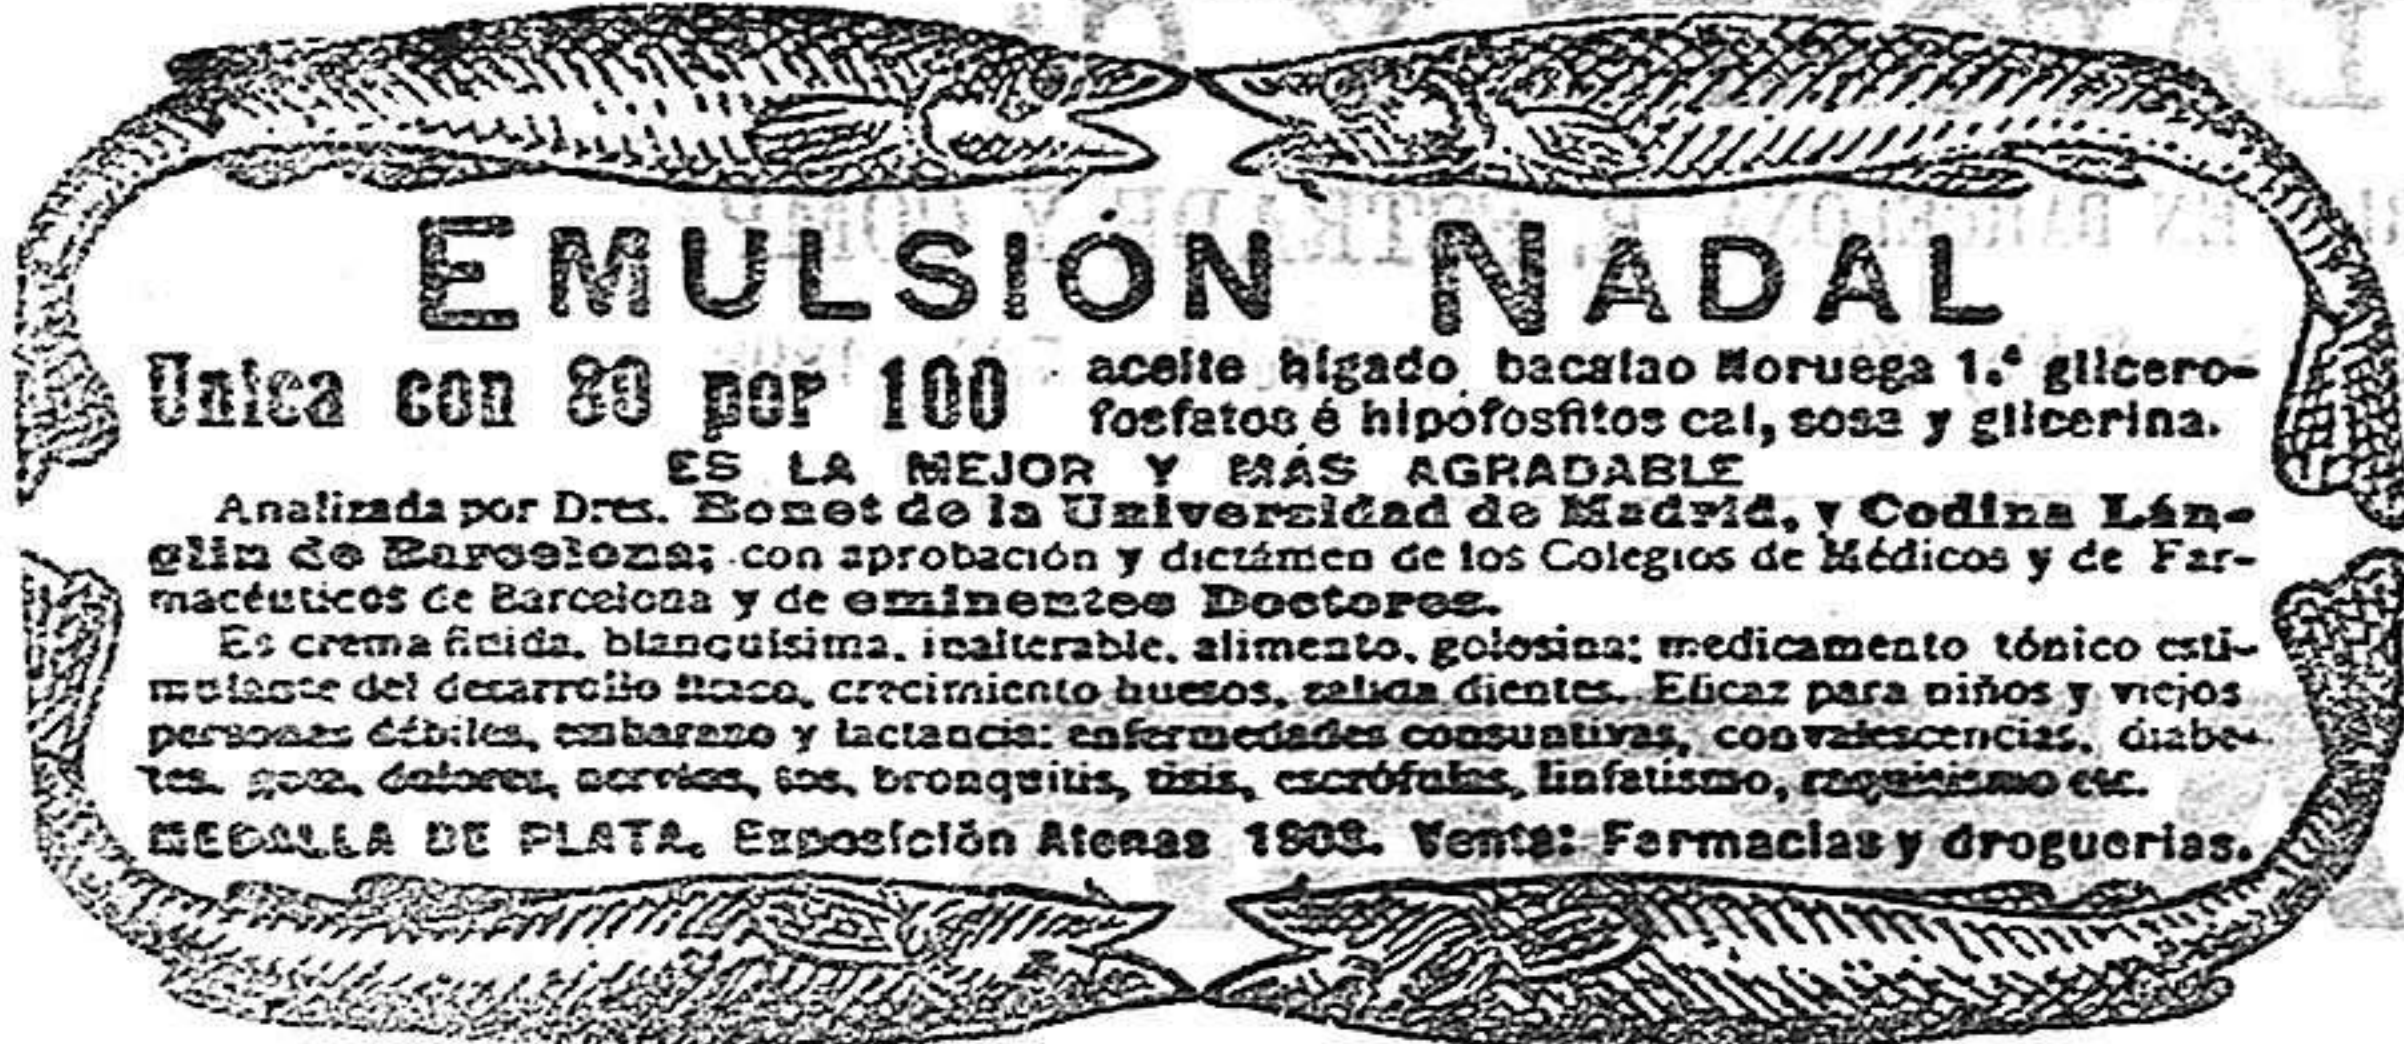 EMULSIÓN NADAL
Unica con 80 por 100 aceite hígado bacalao Noruega 1.ª glicero-
fosfatos é hipofosfitos cal, sosa y glicerina.
ES LA MEJOR Y MÁS AGRADABLE
Analizada por Dres. Bonet de la Universidad de Madrid, y Codina Lán-
glin de Barcelona; con aprobación y dictámen de los Colegios de Médicos y de Far-
macéuticos de Barcelona y de eminentes Doctores.
Es crema fluida, blanquísima, inalterable, alimento, golosina; medicamento tónico esti-
mulante del desarrollo físico, crecimiento huesos, salida dientes. Eficaz para niños y viejos
personas débiles, embarazo y lactancia: enfermedades consuntivas, convalescencias, diabe-
tes, gota, dolores, nervios, tos, bronquitis, tisis, escrófulas, linfatismo, raquitismo etc.
MEDALLA DE PLATA. Exposición Atenas Venta: Farmacias y droguerias.